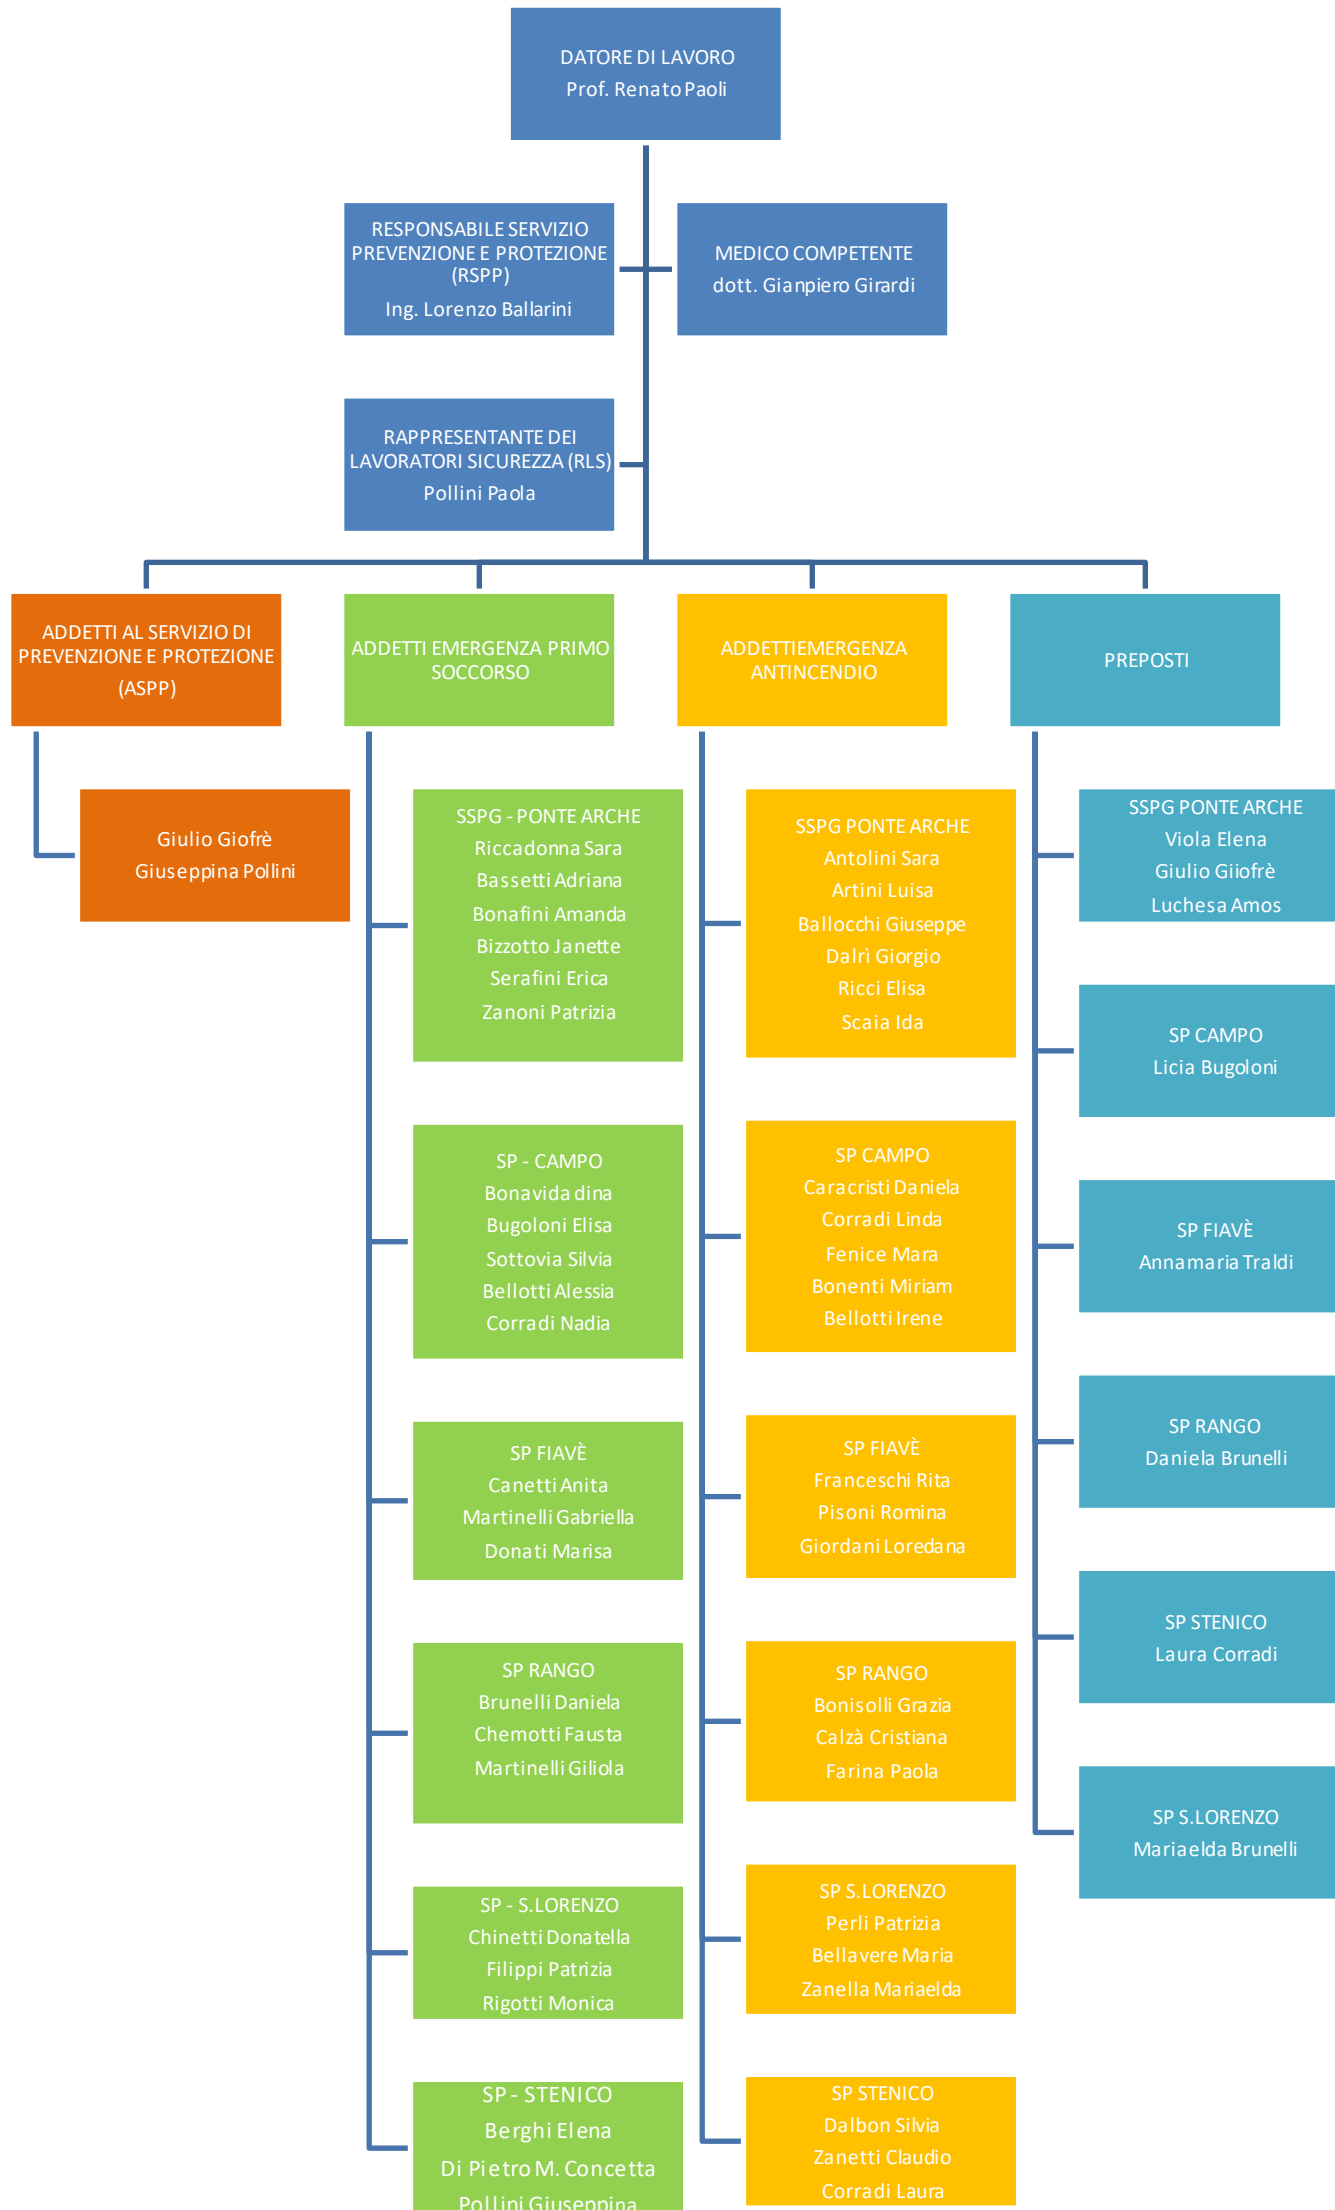 DATORE DI LAVORO
Prof. Renato Paoli
RESPONSABILE SERVIZIO
PREVENZIONE E PROTEZIONE
(RSPP)
Ing. Lorenzo Ballarini
MEDICO COMPETENTE
dott. Gianpiero Girardi
RAPPRESENTANTE DEI
LAVORATORI SICUREZZA (RLS)
Pollini Paola
ADDETTI AL SERVIZIO DI
PREVENZIONE E PROTEZIONE
(ASPP)
Giulio Giofrè
Giuseppina Pollini
ADDETTI EMERGENZA PRIMO
SOCCORSO
SSPG - PONTE ARCHE
Riccadonna Sara
Bassetti Adriana
Bonafini Amanda
Bizzotto Janette
Serafini Erica
Zanoni Patrizia
SP - CAMPO
Bonavida dina
Bugoloni Elisa
Sottovia Silvia
Bellotti Alessia
Corradi Nadia
SP FIAVÈ
Canetti Anita
Martinelli Gabriella
Donati Marisa
SP RANGO
Brunelli Daniela
Chemotti Fausta
Martinelli Giliola
SP - S.LORENZO
Chinetti Donatella
Filippi Patrizia
Rigotti Monica
SP - STENICO
Berghi Elena
Di Pietro M. Concetta
Pollini Giuseppina
ADDETTIEMERGENZA
ANTINCENDIO
SSPG PONTE ARCHE
Antolini Sara
Artini Luisa
Ballocchi Giuseppe
Dalrì Giorgio
Ricci Elisa
Scaia Ida
SP CAMPO
Caracristi Daniela
Corradi Linda
Fenice Mara
Bonenti Miriam
Bellotti Irene
SP FIAVÈ
Franceschi Rita
Pisoni Romina
Giordani Loredana
SP RANGO
Bonisolli Grazia
Calzà Cristiana
Farina Paola
SP S.LORENZO
Perli Patrizia
Bellavere Maria
Zanella Mariaelda
SP STENICO
Dalbon Silvia
Zanetti Claudio
Corradi Laura
PREPOSTI
SSPG PONTE ARCHE
Viola Elena
Giulio Giiofrè
Luchesa Amos
SP CAMPO
Licia Bugoloni
SP FIAVÈ
Annamaria Traldi
SP RANGO
Daniela Brunelli
SP STENICO
Laura Corradi
SP S.LORENZO
Mariaelda Brunelli